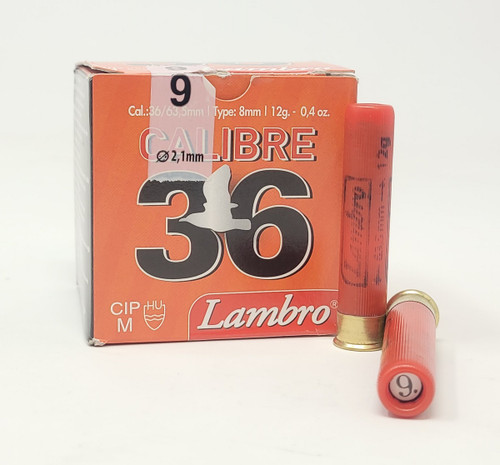 9
Cal.:36/63,5mm | Type: 8mm | 12g. - 0,4 oz.
⌀ 2,1mm
CALIBRE
36
CIP HU
M
Lambro®
12g
9.